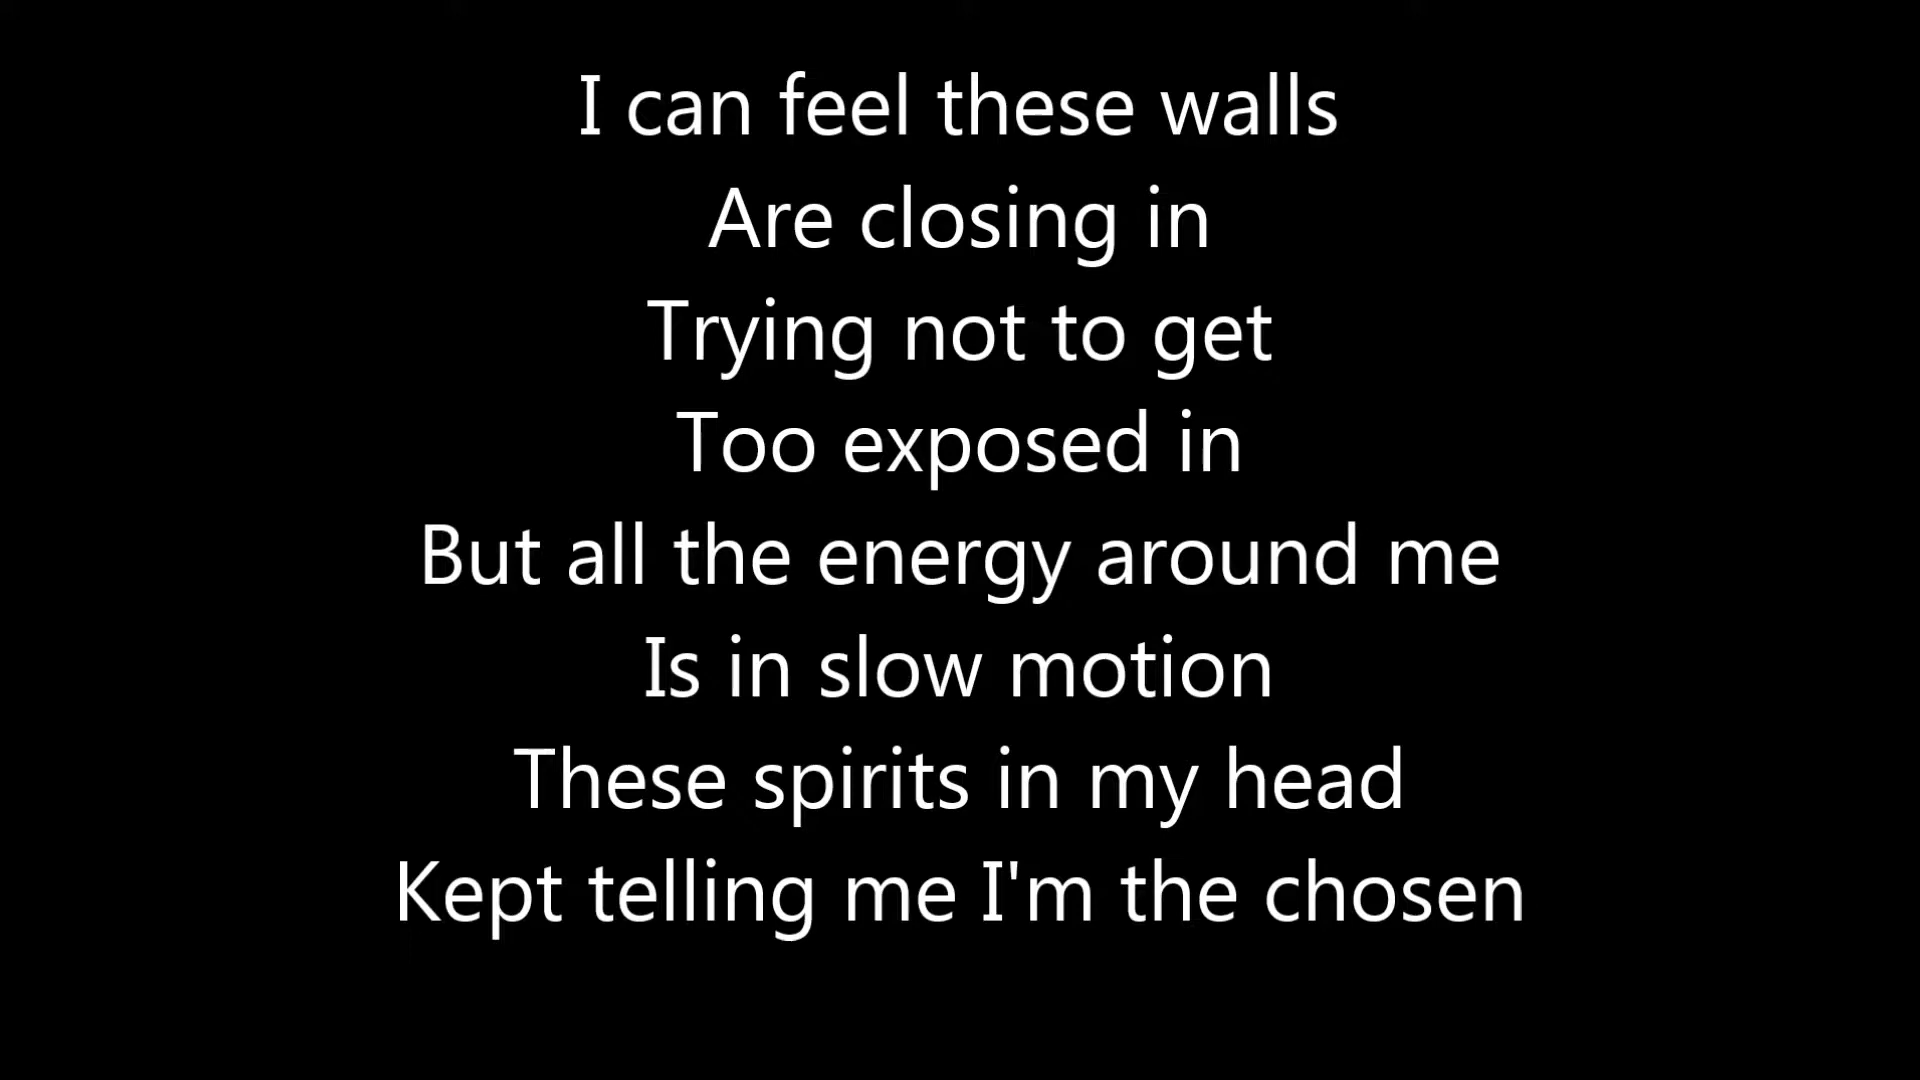 I can feel these walls
Are closing in
Trying not to get
Too exposed in
But all the energy around me
Is in slow motion
These spirits in my head
Kept telling me I'm the chosen